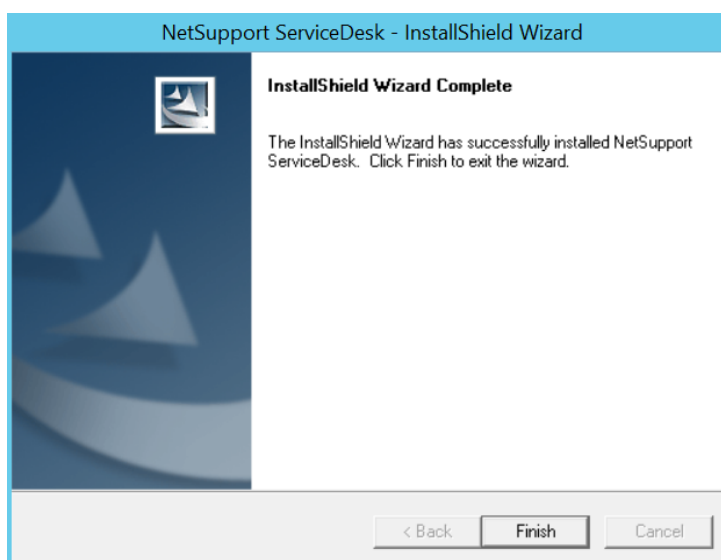 NetSupport ServiceDesk - InstallShield Wizard
InstallShield Wizard Complete
The InstallShield Wizard has successfully installed NetSupport
ServiceDesk.  Click Finish to exit the wizard.
< Back
Finish
Cancel